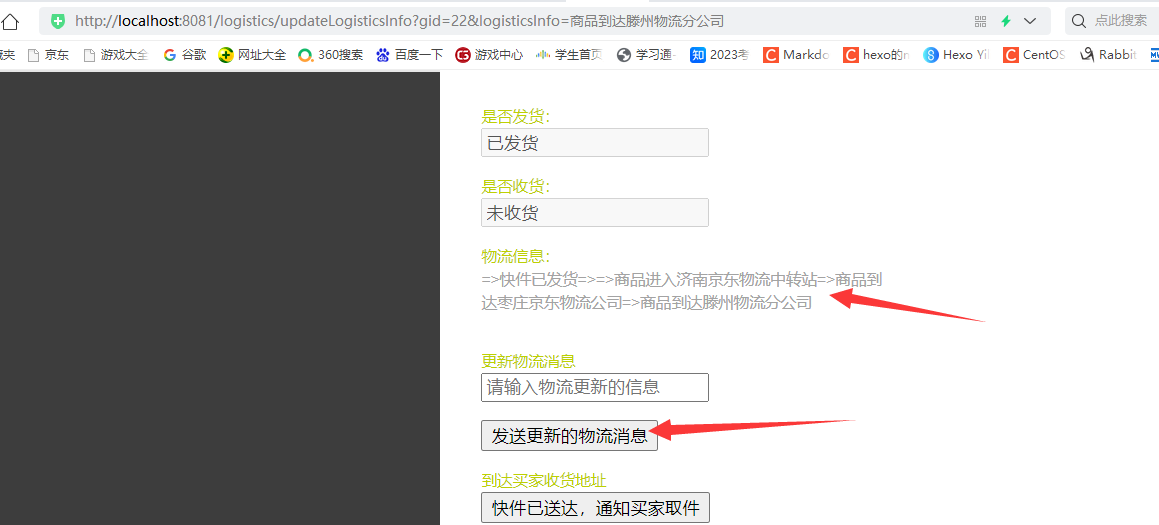 http://localhost:8081/logistics/updateLogisticsInfo?gid=22&logisticsInfo=商品到达滕州物流分公司
点此搜索
京东 游戏大全 谷歌 网址大全 360搜索 百度一下 游戏中心 学生首页 学习通 知 2023考 C Markdo C hexo的 Hexo Yi C CentOS Rabbit
是否发货：
已发货
是否收货：
未收货
物流信息：
=>快件已发货=>=>商品进入济南京东物流中转站=>商品到
达枣庄京东物流公司=>商品到达滕州物流分公司
更新物流消息
请输入物流更新的信息
发送更新的物流消息
到达买家收货地址
快件已送达，通知买家取件